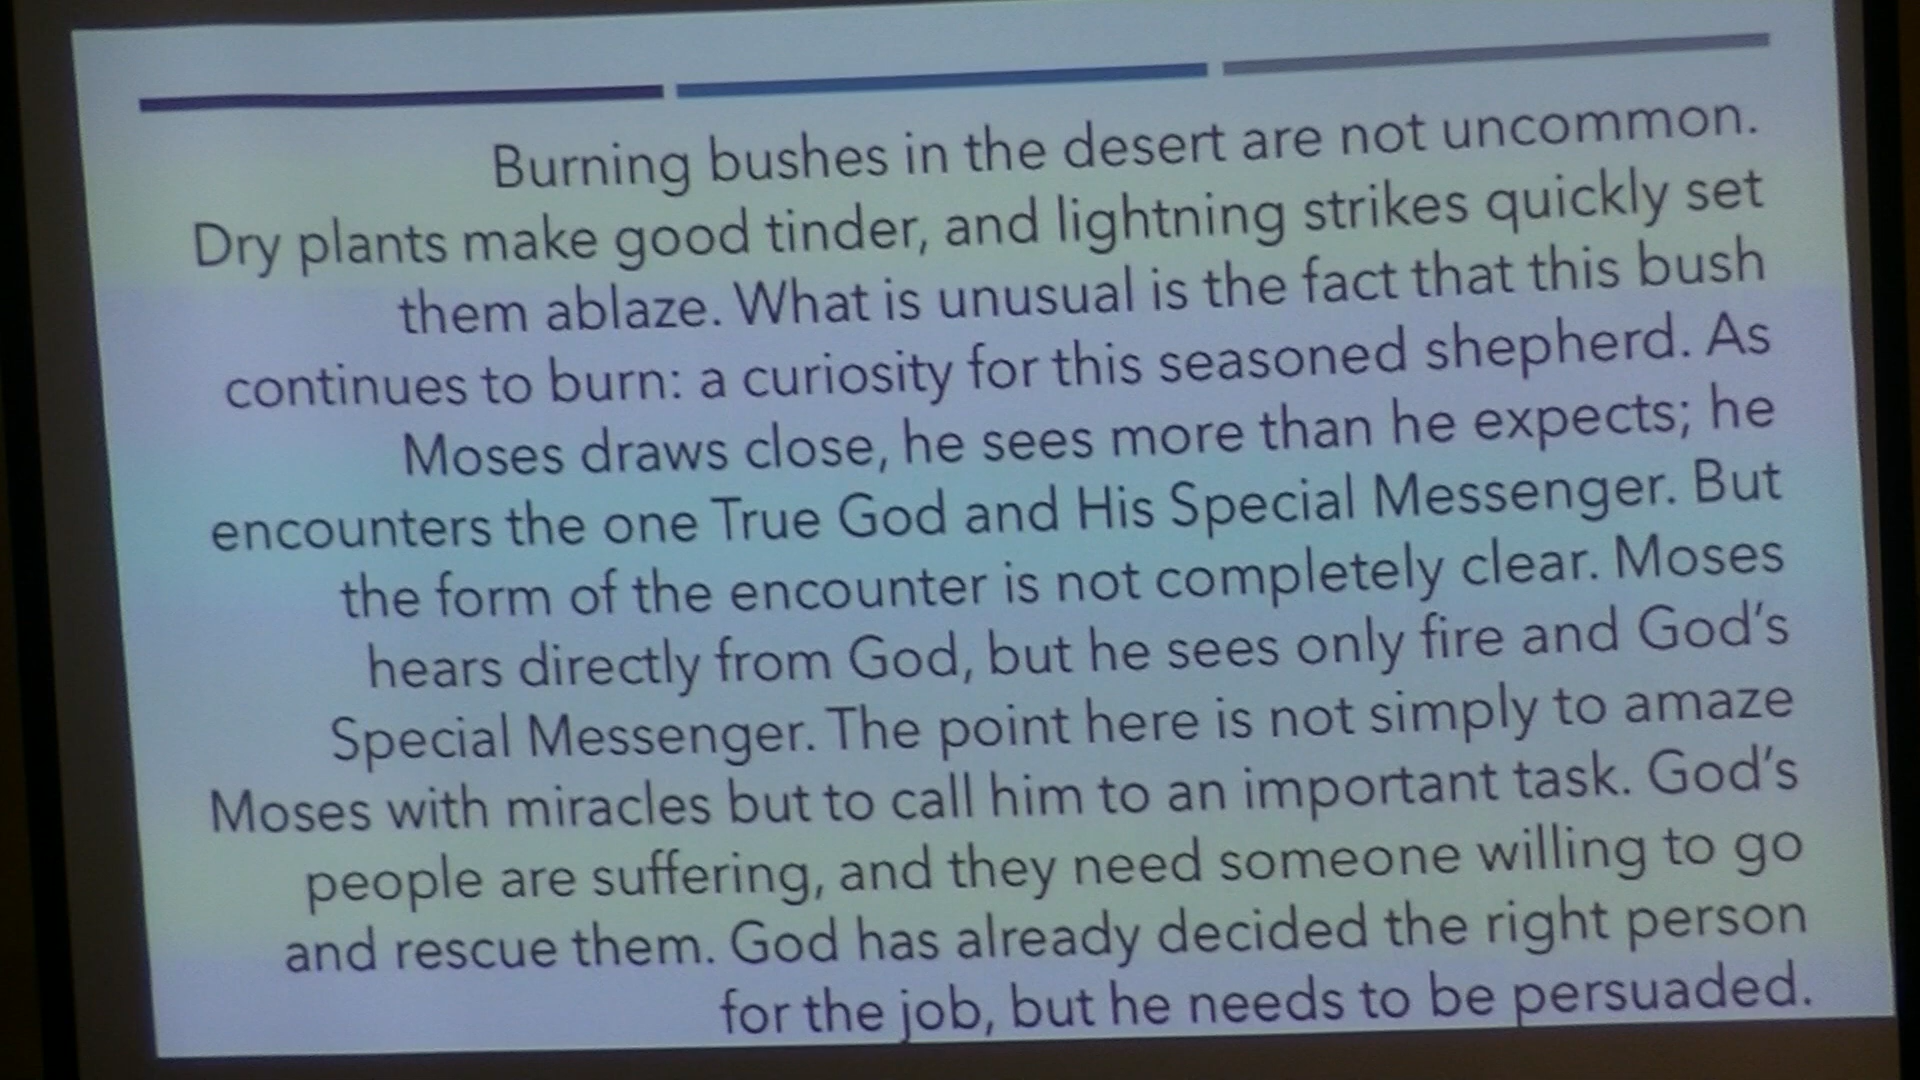 Burning bushes in the desert are not uncommon.
Dry plants make good tinder, and lightning strikes quickly set
them ablaze. What is unusual is the fact that this bush
continues to burn: a curiosity for this seasoned shepherd. As
Moses draws close, he sees more than he expects; he
encounters the one True God and His Special Messenger. But
the form of the encounter is not completely clear. Moses
hears directly from God, but he sees only fire and God's
Special Messenger. The point here is not simply to amaze
Moses with miracles but to call him to an important task. God's
people are suffering, and they need someone willing to go
and rescue them. God has already decided the right person
for the job, but he needs to be persuaded.